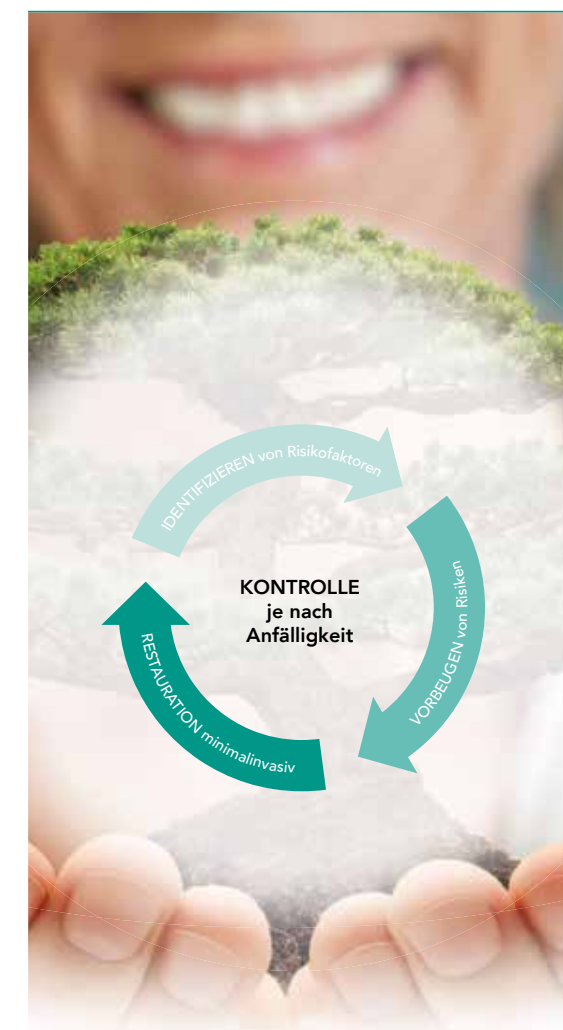 IDENTIFIZIEREN von Risikofaktoren
VORBEUGEN von Risiken
RESTAURATION minimalinvasiv
KONTROLLE
je nach
Anfälligkeit